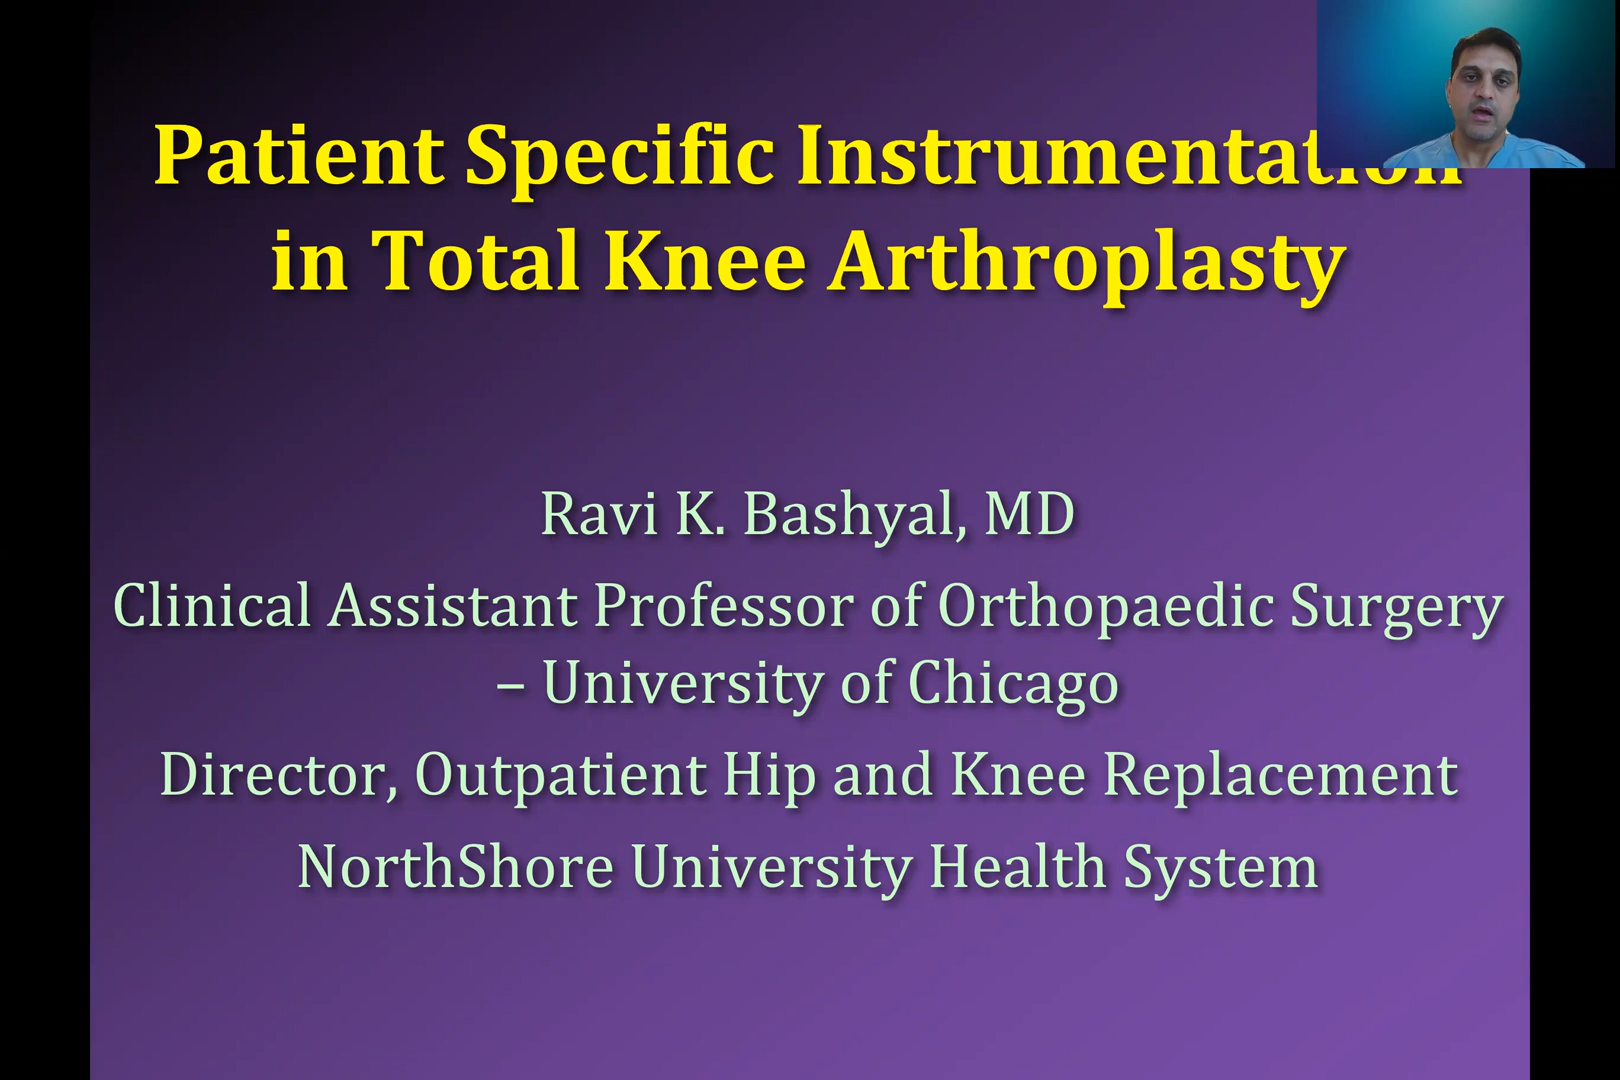 Patient Specific Instrumentation
in Total Knee Arthroplasty
Ravi K. Bashyal, MD
Clinical Assistant Professor of Orthopaedic Surgery
– University of Chicago
Director, Outpatient Hip and Knee Replacement
NorthShore University Health System